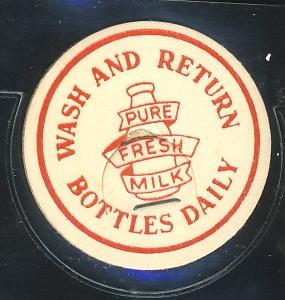 WASH AND RETURN
PURE
FRESH
MILK
BOTTLES DAILY